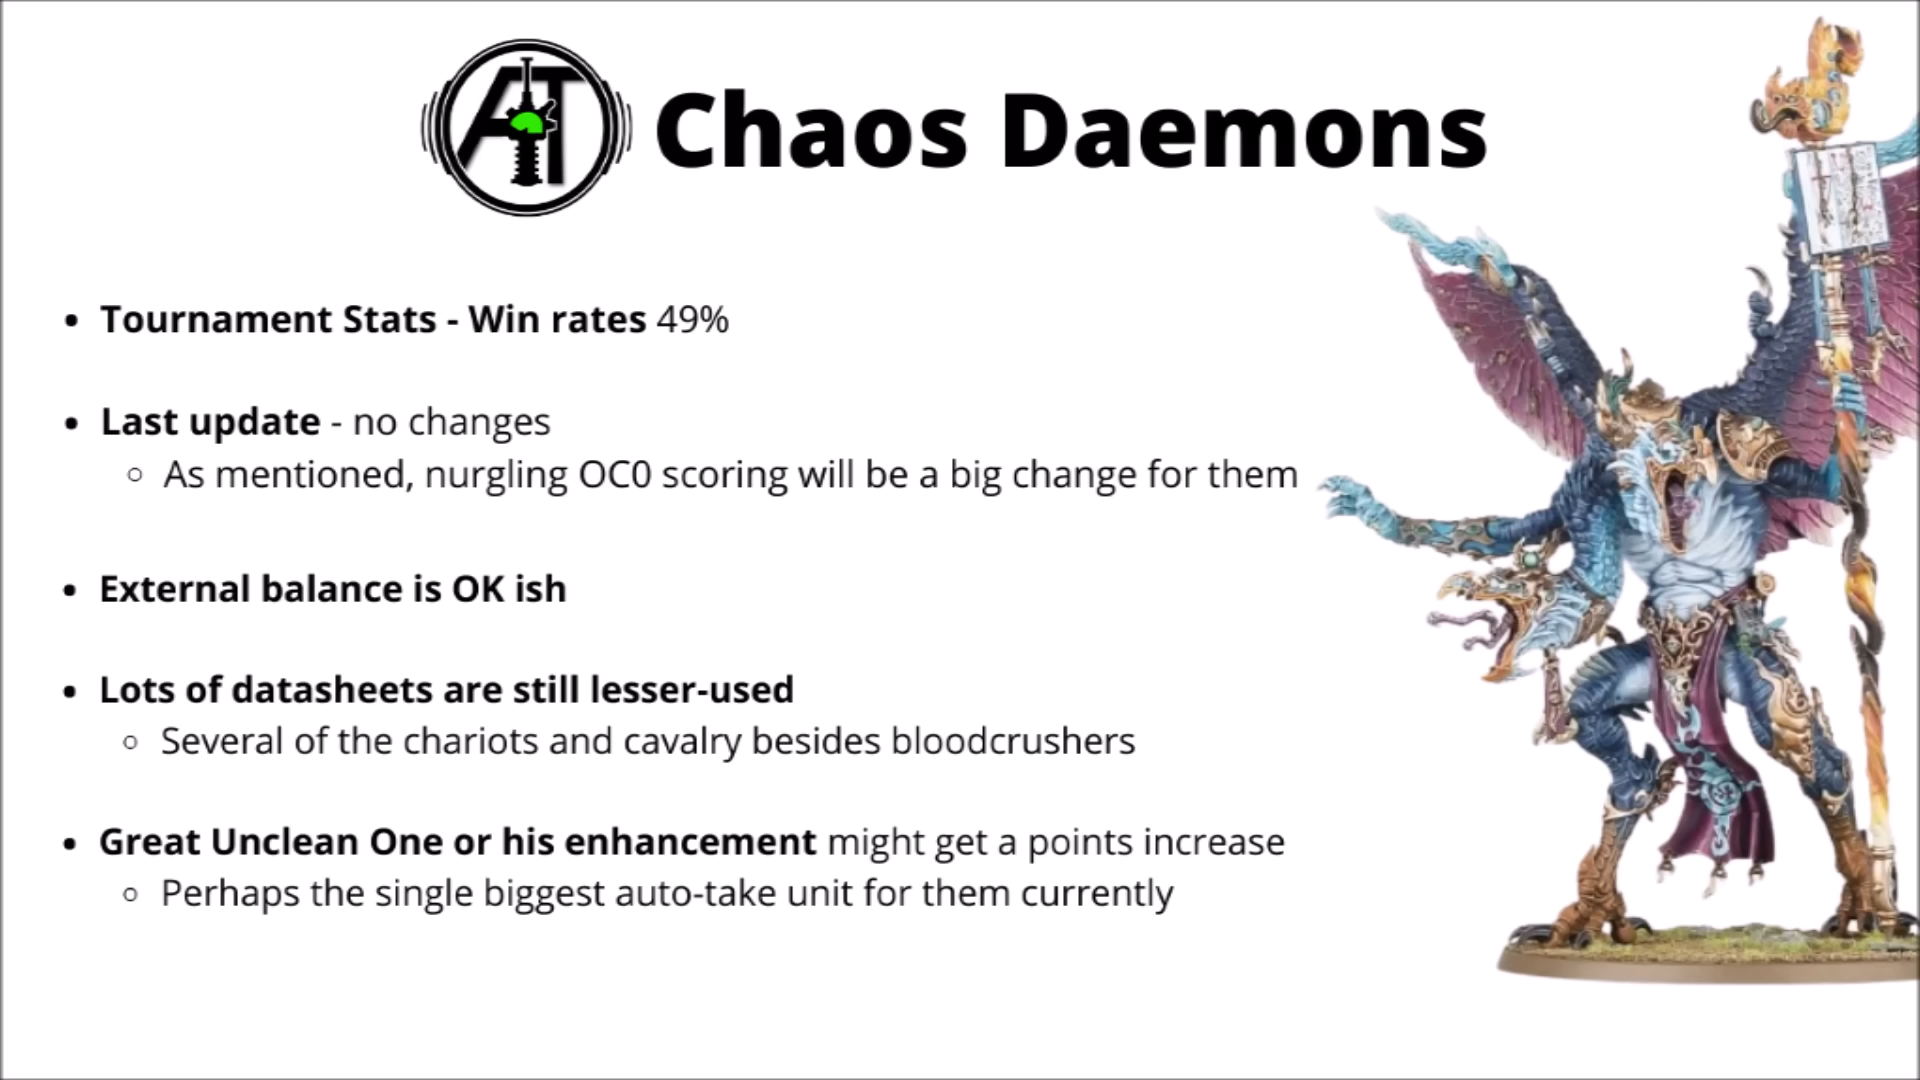 AT Chaos Daemons
• Tournament Stats - Win rates 49%
• Last update - no changes
○ As mentioned, nurgling OC0 scoring will be a big change for them
• External balance is OK ish
• Lots of datasheets are still lesser-used
○ Several of the chariots and cavalry besides bloodcrushers
• Great Unclean One or his enhancement might get a points increase
○ Perhaps the single biggest auto-take unit for them currently